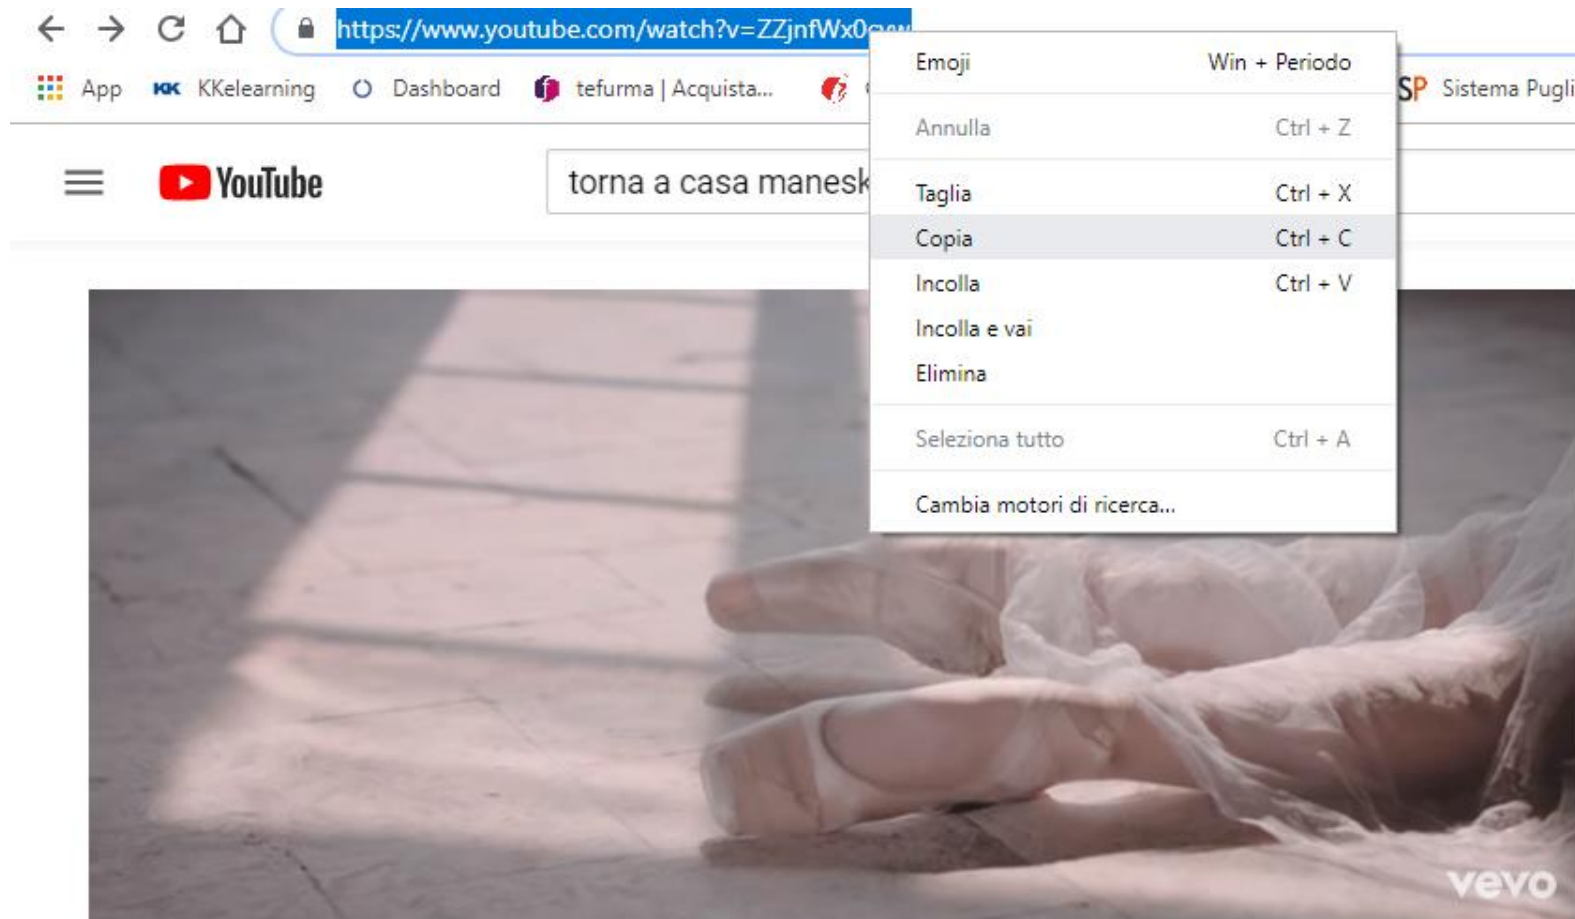 https://www.youtube.com/watch?v=ZZjnfWx0cvw
App KKelearning Dashboard tefurma | Acquista... SP Sistema Pugli
YouTube
torna a casa manesk
Emoji Win + Periodo
Annulla Ctrl + Z
Taglia Ctrl + X
Copia Ctrl + C
Incolla Ctrl + V
Incolla e vai
Elimina
Seleziona tutto Ctrl + A
Cambia motori di ricerca...
vevo